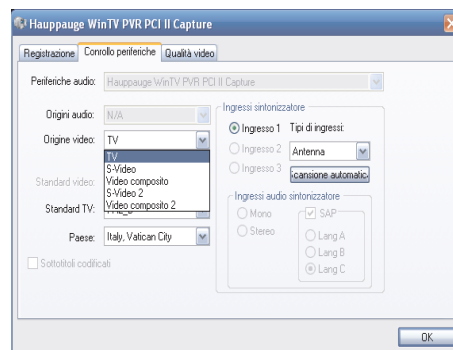 Hauppauge WinTV PVR PCI II Capture
Registrazione
Controllo periferiche
Qualità video
Periferiche audio:
Hauppauge WinTV PVR PCI II Capture
Origini audio:
N/A
Origine video:
TV
TV
S-Video
Video composito
S-Video 2
Video composito 2
Standard video:
Standard TV:
Paese:
Italy, Vatican City
Sottotitoli codificati
Ingressi sintonizzatore
Ingresso 1
Tipi di ingressi:
Ingresso 2
Antenna
Ingresso 3
scansione automatic
Ingressi audio sintonizzatore
Mono
SAP
Stereo
Lang A
Lang B
Lang C
OK